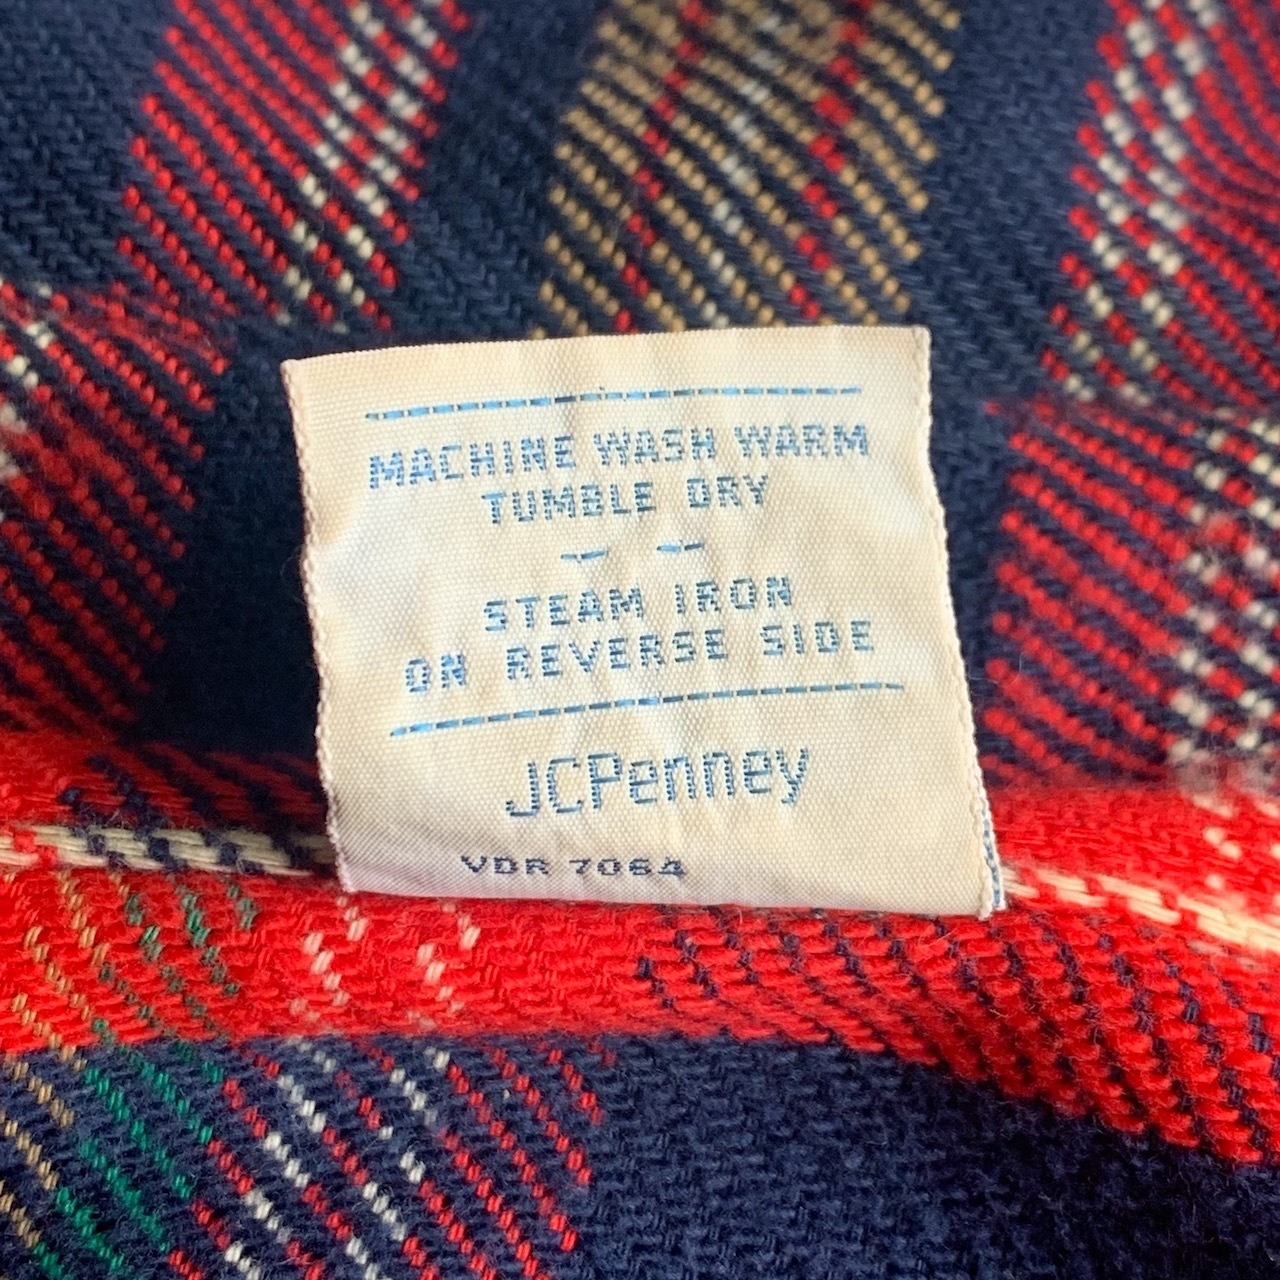 MACHINE WASH WARM
TUMBLE DRY
STEAM IRON
ON REVERSE SIDE
JCPenney
VDR 7064